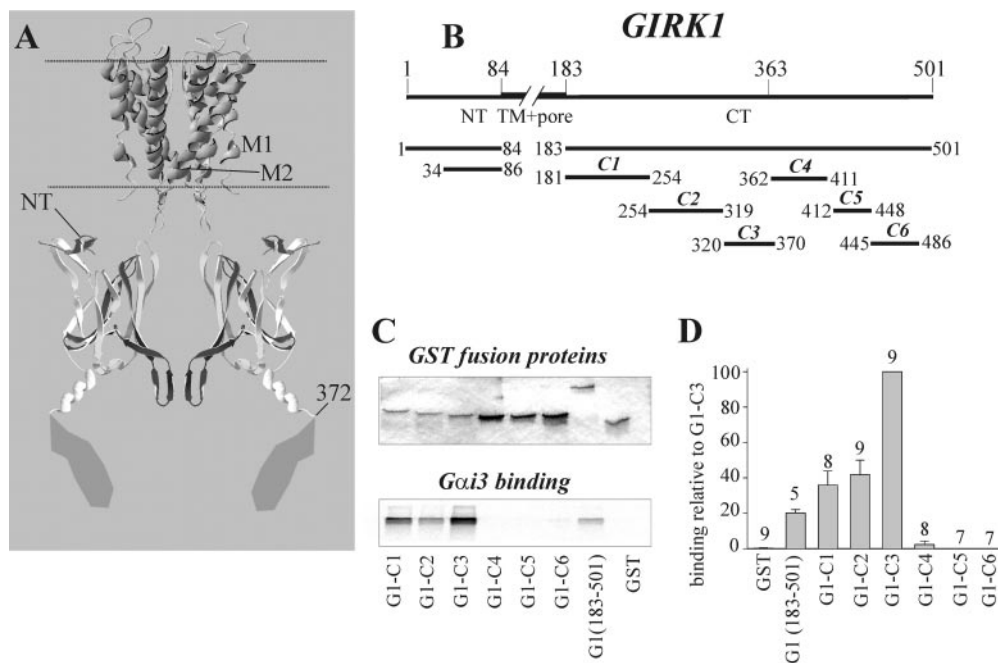 A
M1
M2
NT
372
B
GIRK1
1 84 183 363 501
NT TM+pore CT
1 84 183 501
34 86 181 C1 254 362 C4 411
254 C2 319 412 C5 448
320 C3 370 445 C6 486
C
GST fusion proteins
Gαi3 binding
G1-C1
G1-C2
G1-C3
G1-C4
G1-C5
G1-C6
G1(183-501)
GST
D
binding relative to G1-C3
100
80
60
40
20
0
9
5
8
9
9
8
7
7
GST
G1 (183-501)
G1-C1
G1-C2
G1-C3
G1-C4
G1-C5
G1-C6